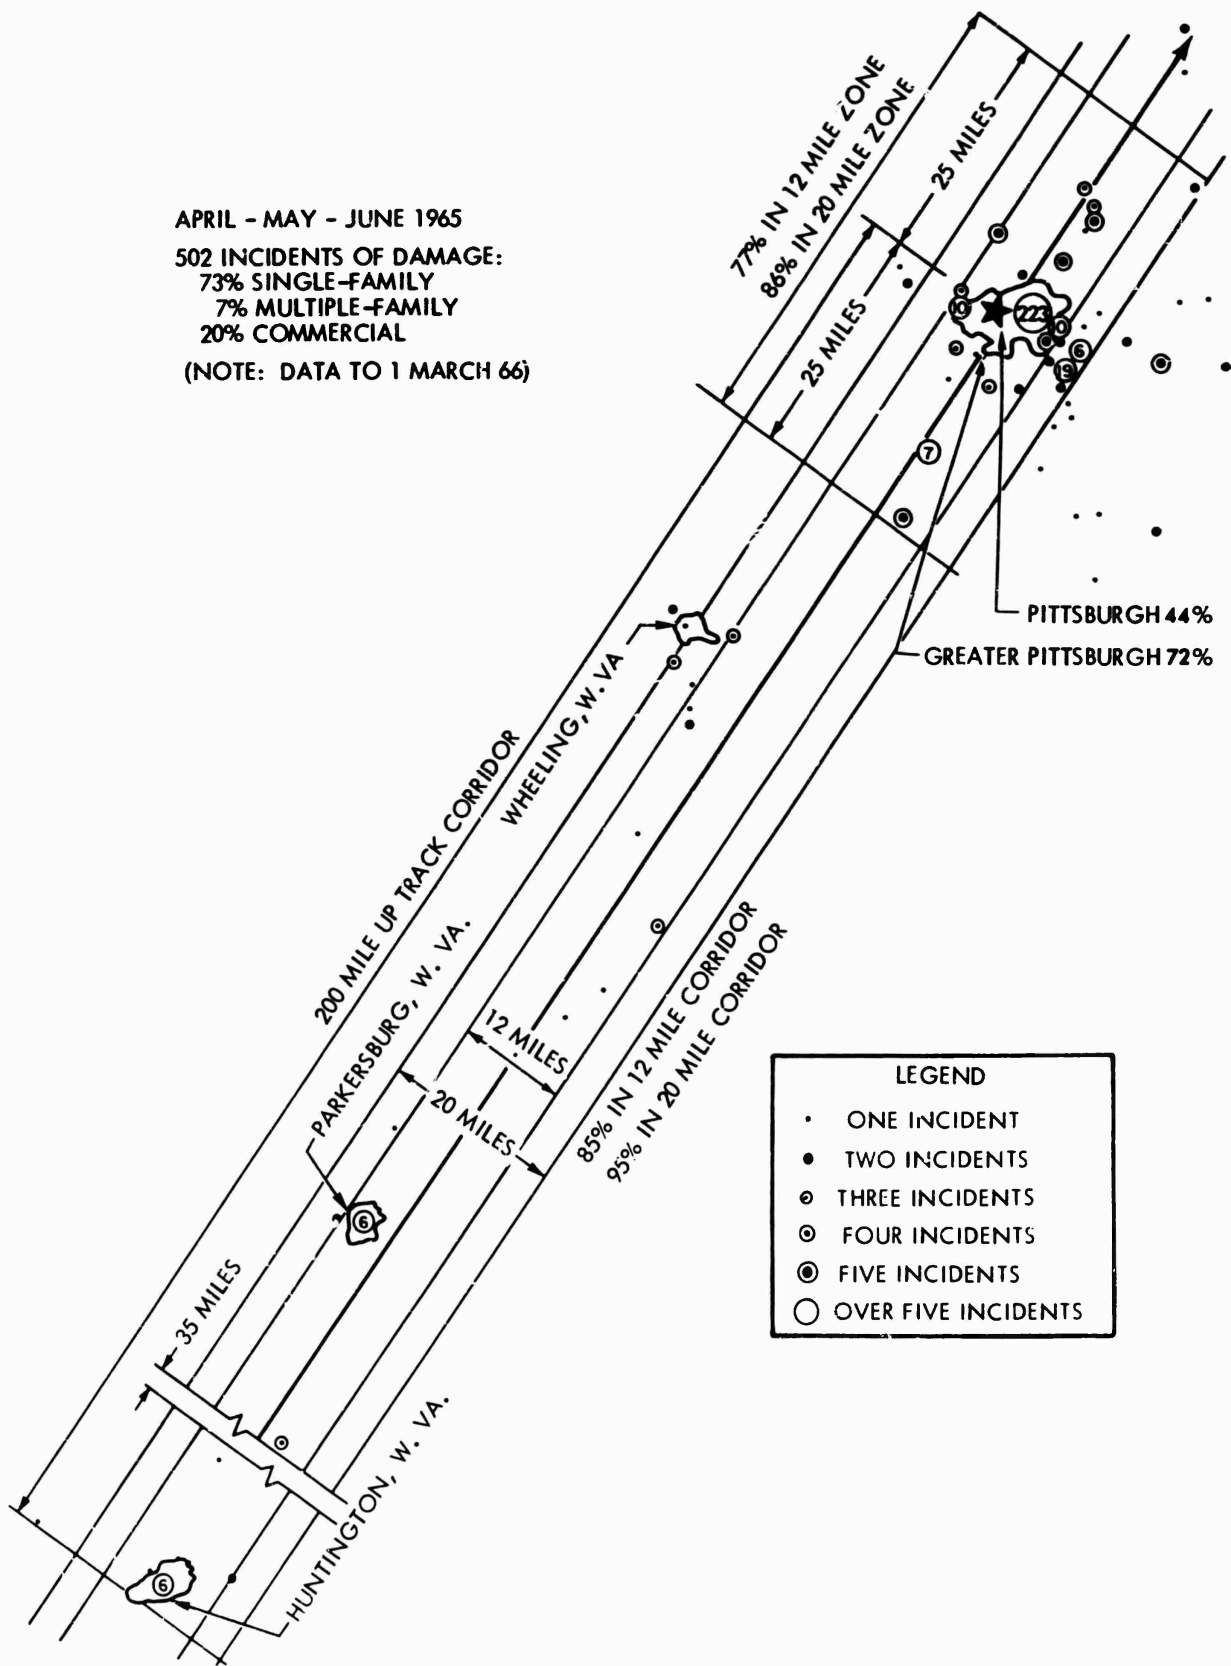 APRIL - MAY - JUNE 1965
502 INCIDENTS OF DAMAGE:
73% SINGLE-FAMILY
7% MULTIPLE-FAMILY
20% COMMERCIAL
(NOTE: DATA TO 1 MARCH 66)
77% IN 12 MILE ZONE
86% IN 20 MILE ZONE
25 MILES
25 MILES
10
223
10
6
19
7
PITTSBURGH 44%
GREATER PITTSBURGH 72%
WHEELING, W. VA
200 MILE UP TRACK CORRIDOR
PARKERSBURG, W. VA.
12 MILES
20 MILES
85% IN 12 MILE CORRIDOR
95% IN 20 MILE CORRIDOR
6
35 MILES
HUNTINGTON, W. VA.
6
LEGEND
ONE INCIDENT
TWO INCIDENTS
THREE INCIDENTS
FOUR INCIDENTS
FIVE INCIDENTS
OVER FIVE INCIDENTS